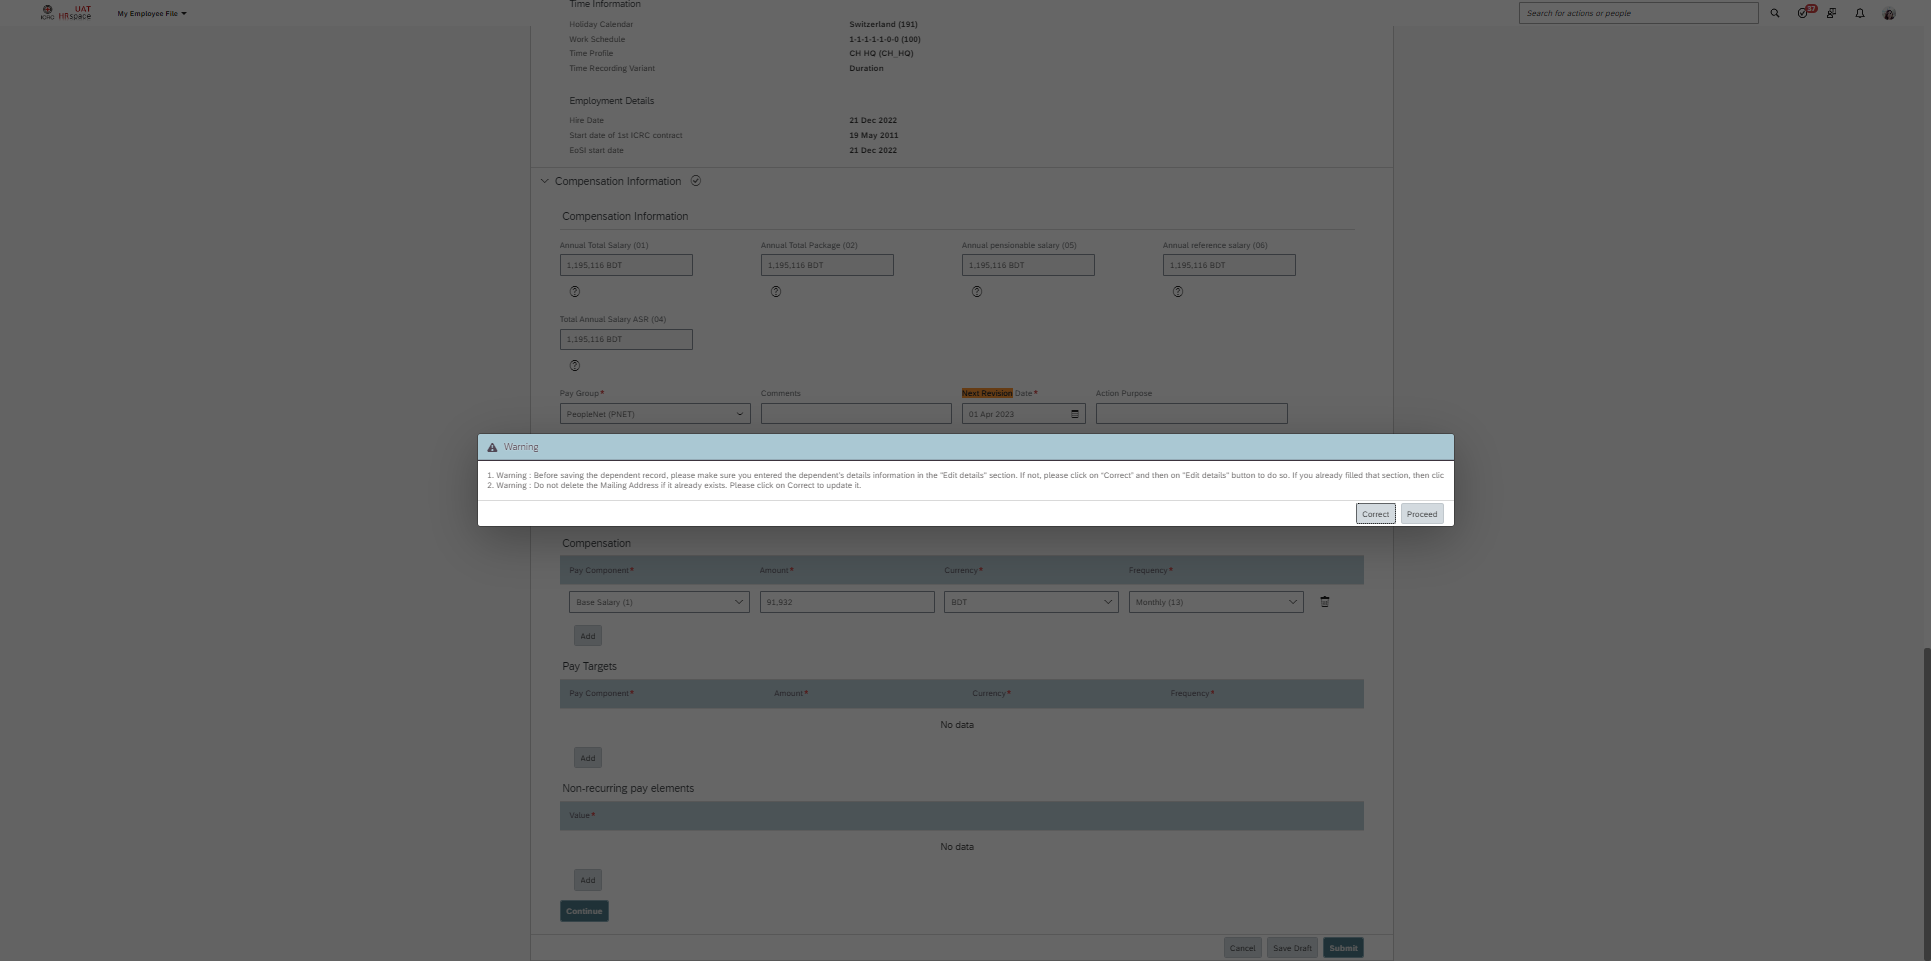 ICRC UAT HRspace My Employee File Search for actions or people 37
Time Information
Holiday Calendar Switzerland (191)
Work Schedule 1-1-1-1-1-0-0 (100)
Time Profile CH HQ (CH_HQ)
Time Recording Variant Duration
Employment Details
Hire Date 21 Dec 2022
Start date of 1st ICRC contract 19 May 2011
EoSI start date 21 Dec 2022
Compensation Information
Compensation Information
Annual Total Salary (01) Annual Total Package (02) Annual pensionable salary (05) Annual reference salary (06)
1,195,116 BDT 1,195,116 BDT 1,195,116 BDT 1,195,116 BDT
Total Annual Salary ASR (04)
1,195,116 BDT
Pay Group* Comments Next Revision Date* Action Purpose
PeopleNet (PNET) 01 Apr 2023
Warning
1. Warning : Before saving the dependent record, please make sure you entered the dependent's details information in the "Edit details" section. If not, please click on "Correct" and then on "Edit details" button to do so. If you already filled that section, then clic
2. Warning : Do not delete the Mailing Address if it already exists. Please click on Correct to update it.
Correct Proceed
Compensation
Pay Component* Amount* Currency* Frequency*
Base Salary (1) 91,932 BDT Monthly (13)
Add
Pay Targets
Pay Component* Amount* Currency* Frequency*
No data
Add
Non-recurring pay elements
Value*
No data
Add
Continue
Cancel Save Draft Submit